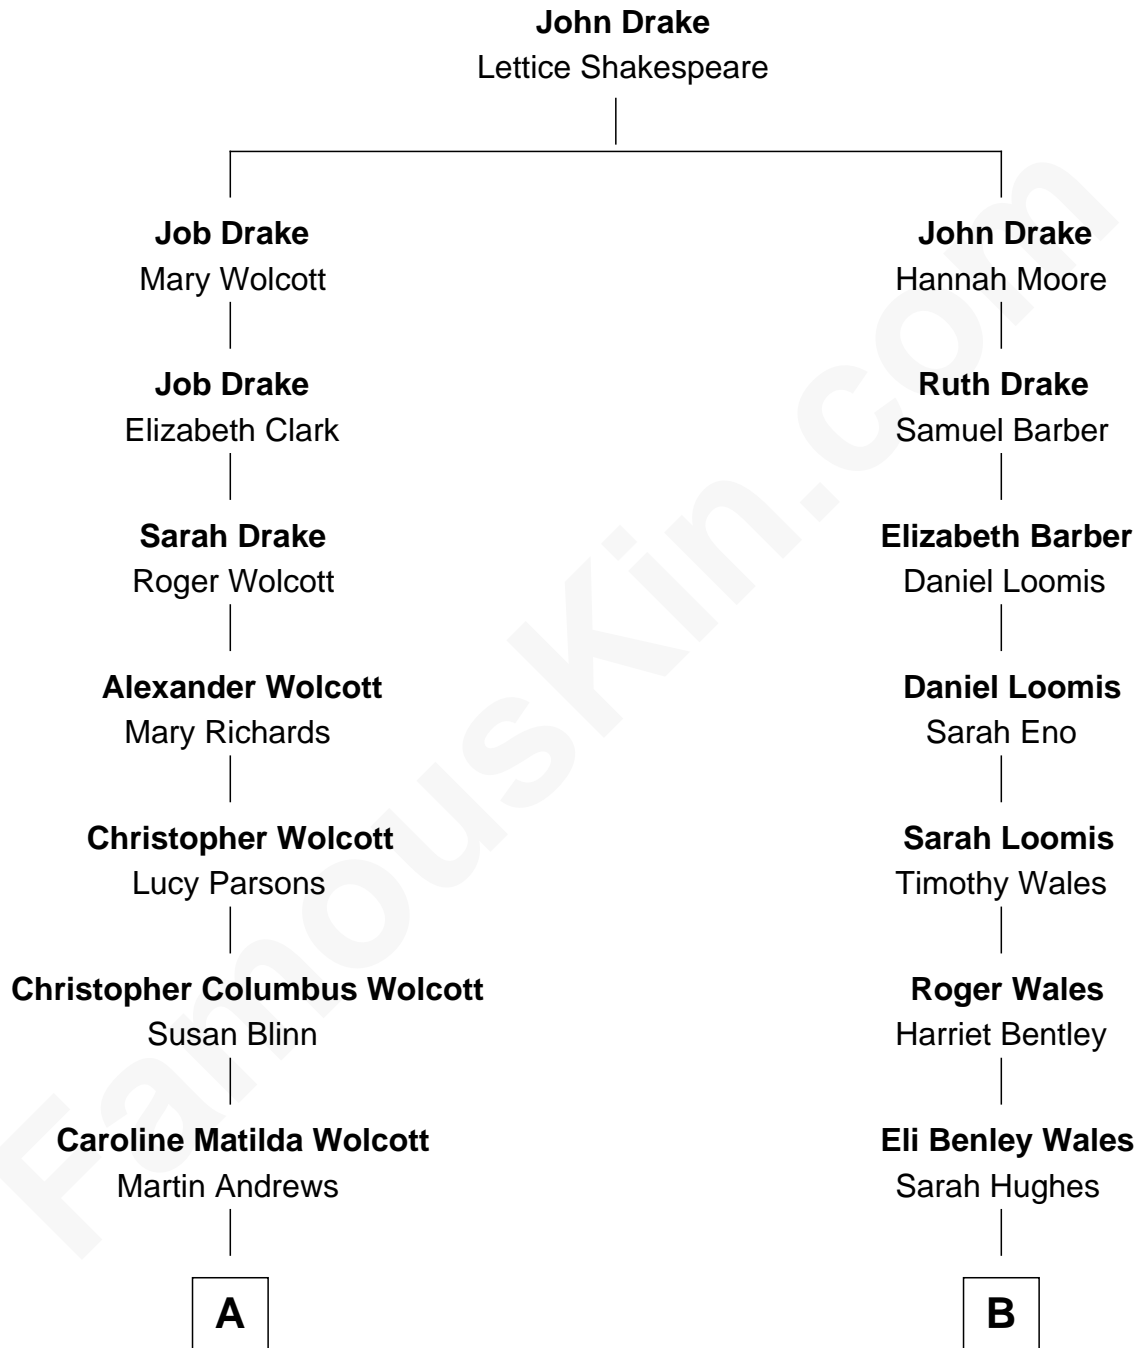 John Drake
Lettice Shakespeare
Job Drake
Mary Wolcott
Job Drake
Elizabeth Clark
Sarah Drake
Roger Wolcott
Alexander Wolcott
Mary Richards
Christopher Wolcott
Lucy Parsons
Christopher Columbus Wolcott
Susan Blinn
Caroline Matilda Wolcott
Martin Andrews
A
John Drake
Hannah Moore
Ruth Drake
Samuel Barber
Elizabeth Barber
Daniel Loomis
Daniel Loomis
Sarah Eno
Sarah Loomis
Timothy Wales
Roger Wales
Harriet Bentley
Eli Benley Wales
Sarah Hughes
B
FamousKin.com